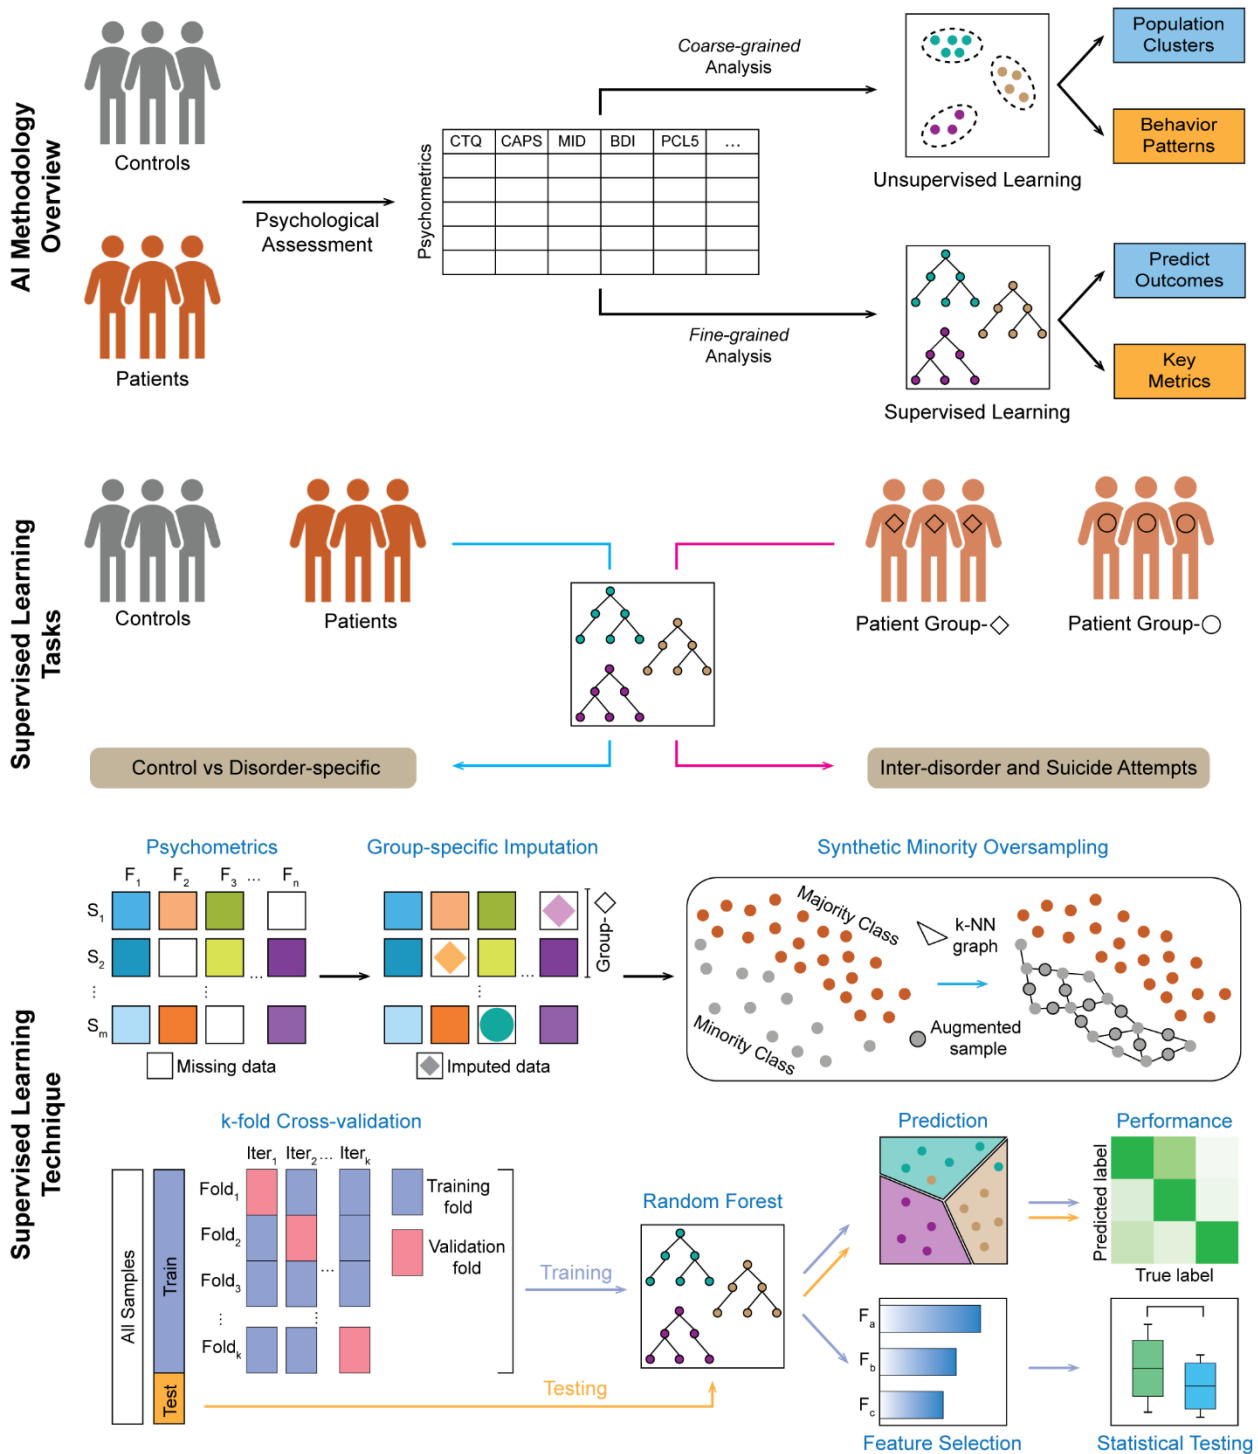 AI Methodology
Overview
Controls
Patients
Psychological
Assessment
Psychometrics
CTQ CAPS MID BDI PCL5 ...
Coarse-grained
Analysis
Fine-grained
Analysis
Unsupervised Learning
Supervised Learning
Population
Clusters
Behavior
Patterns
Predict
Outcomes
Key
Metrics
Supervised Learning
Tasks
Controls
Patients
Patient Group-◇
Patient Group-○
Control vs Disorder-specific
Inter-disorder and Suicide Attempts
Supervised Learning
Technique
Psychometrics
F1 F2 F3 ... Fn
S1
S2
...
...
Sm
...
Missing data
Group-specific Imputation
Group-◇
...
...
Imputed data
Synthetic Minority Oversampling
Majority Class
Minority Class
k-NN
graph
Augmented
sample
k-fold Cross-validation
All Samples
Train
Test
Iter1 Iter2 ... Iterk
Fold1
Fold2
Fold3
...
Foldk
...
...
Training
fold
Validation
fold
Training
Testing
Random Forest
Prediction
Performance
Predicted label
True label
Fa
Fb
Fc
Feature Selection
Statistical Testing